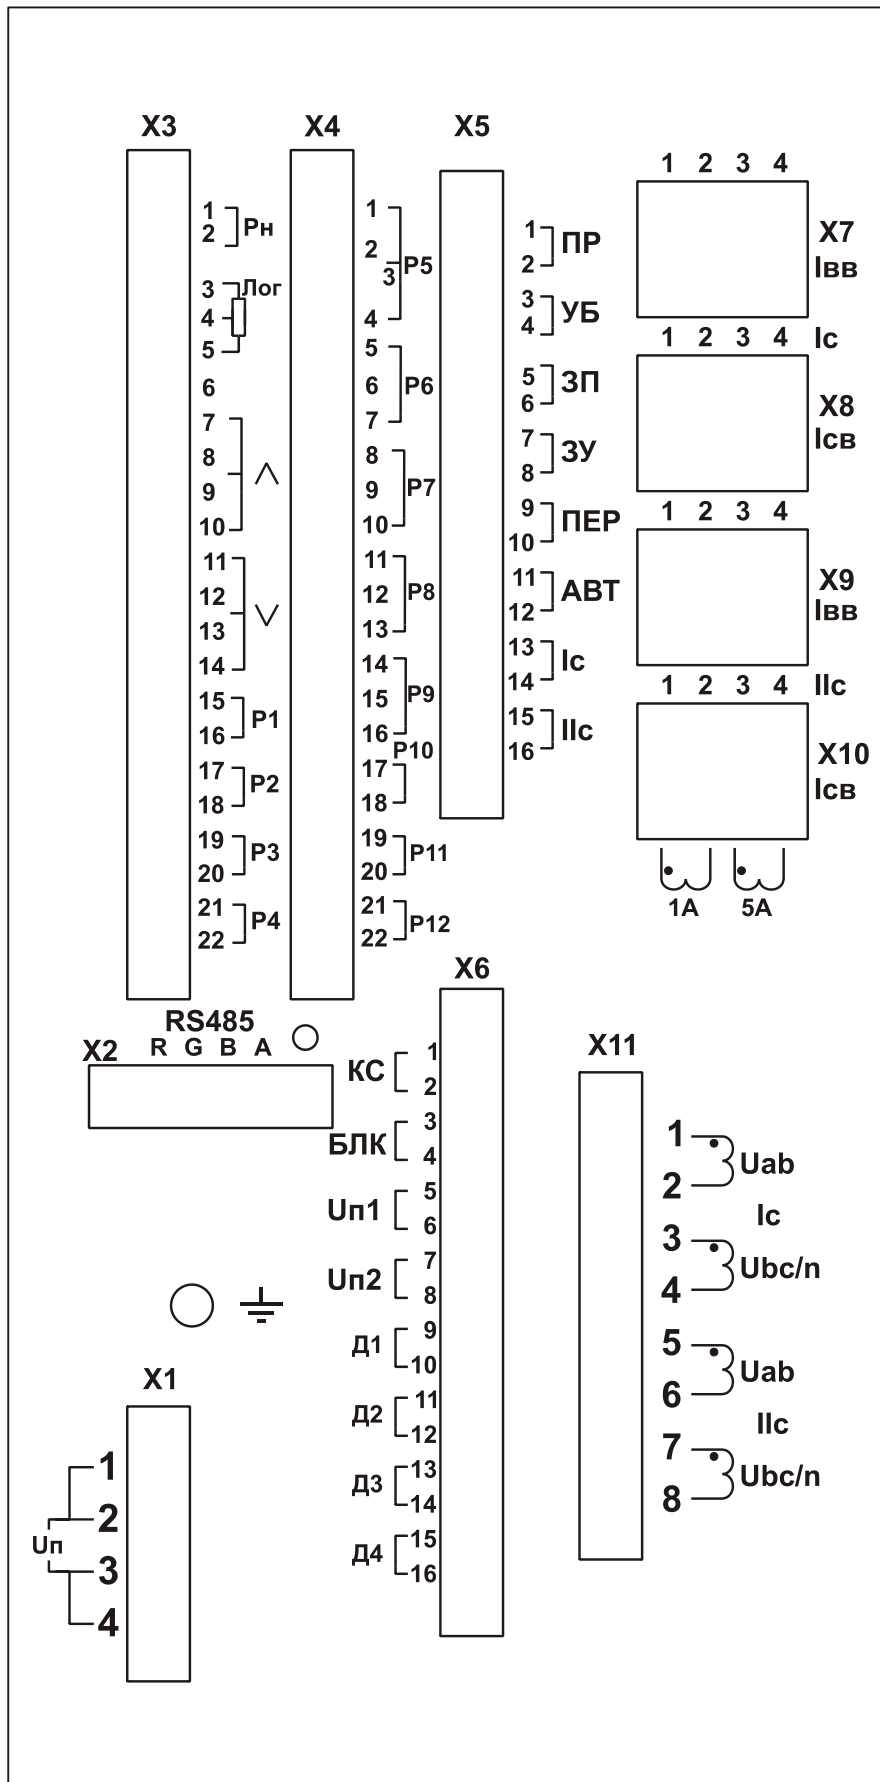 X3
1
2
Рн
3
Лог
4
5
6
7
8
9
10
11
12
13
14
15
16
Р1
17
18
Р2
19
20
Р3
21
22
Р4
X4
1
2
3
Р5
4
5
6
Р6
7
8
9
Р7
10
11
12
Р8
13
14
15
Р9
16
Р10
17
18
19
20
Р11
21
22
Р12
X5
1
2
ПР
3
4
УБ
5
6
ЗП
7
8
ЗУ
9
10
ПЕР
11
12
АВТ
13
14
Iс
15
16
IIс
1 2 3 4
X7
Iвв
1 2 3 4 Iс
X8
Iсв
1 2 3 4
X9
Iвв
1 2 3 4 IIс
X10
Iсв
1А 5А
RS485
X2 R G B A
X6
КС
1
2
БЛК
3
4
Uп1
5
6
Uп2
7
8
Д1
9
10
Д2
11
12
Д3
13
14
Д4
15
16
X11
1
Uab
2
Iс
3
Ubc/n
4
5
Uab
6
IIс
7
Ubc/n
8
X1
1
2
Uп
3
4